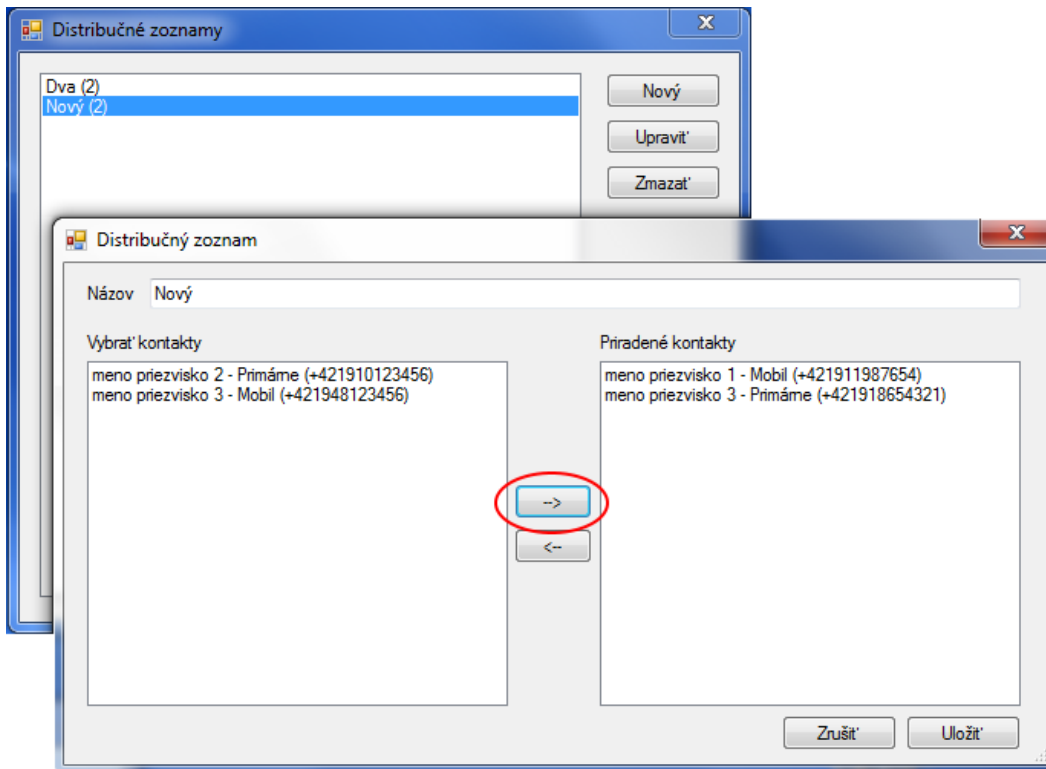 Distribučné zoznamy
Dva (2)
Nový (2)
Nový
Upraviť
Zmazať
Distribučný zoznam
Názov Nový
Vybrať kontakty
meno priezvisko 2 - Primárne (+421910123456)
meno priezvisko 3 - Mobil (+421948123456)
-->
<--
Priradené kontakty
meno priezvisko 1 - Mobil (+421911987654)
meno priezvisko 3 - Primárne (+421918654321)
Zrušiť
Uložiť